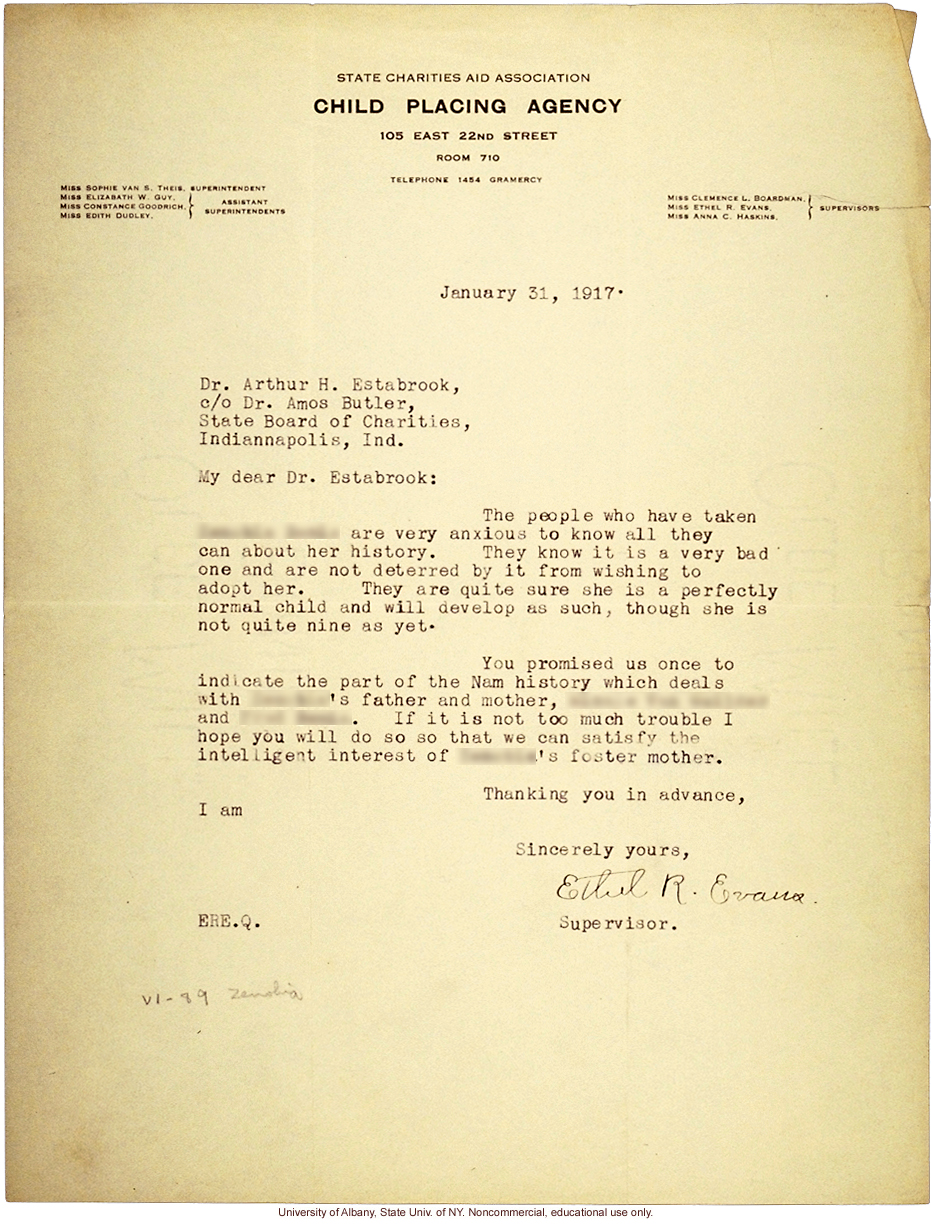 STATE CHARITIES AID ASSOCIATION
CHILD PLACING AGENCY
105 EAST 22ND STREET
ROOM 710
TELEPHONE 1454 GRAMERCY
MISS SOPHIE VAN S. THEIS, SUPERINTENDENT
MISS ELIZABATH W. GUY,
MISS CONSTANCE GOODRICH,
MISS EDITH DUDLEY,
ASSISTANT
SUPERINTENDENTS
MISS CLEMENCE L. BOARDMAN,
MISS ETHEL R. EVANS,
MISS ANNA C. HASKINS,
SUPERVISORS
January 31, 1917.
Dr. Arthur H. Estabrook,
c/o Dr. Amos Butler,
State Board of Charities,
Indiannapolis, Ind.
My dear Dr. Estabrook:
The people who have taken
are very anxious to know all they
can about her history. They know it is a very bad
one and are not deterred by it from wishing to
adopt her. They are quite sure she is a perfectly
normal child and will develop as such, though she is
not quite nine as yet.
You promised us once to
indicate the part of the Nam history which deals
with 's father and mother,
and . If it is not too much trouble I
hope you will do so so that we can satisfy the
intelligent interest of 's foster mother.
Thanking you in advance,
I am
Sincerely yours,
Ethel R. Evans.
ERE.Q.
Supervisor.
VI-89 Zenobia
University of Albany, State Univ. of NY. Noncommercial, educational use only.